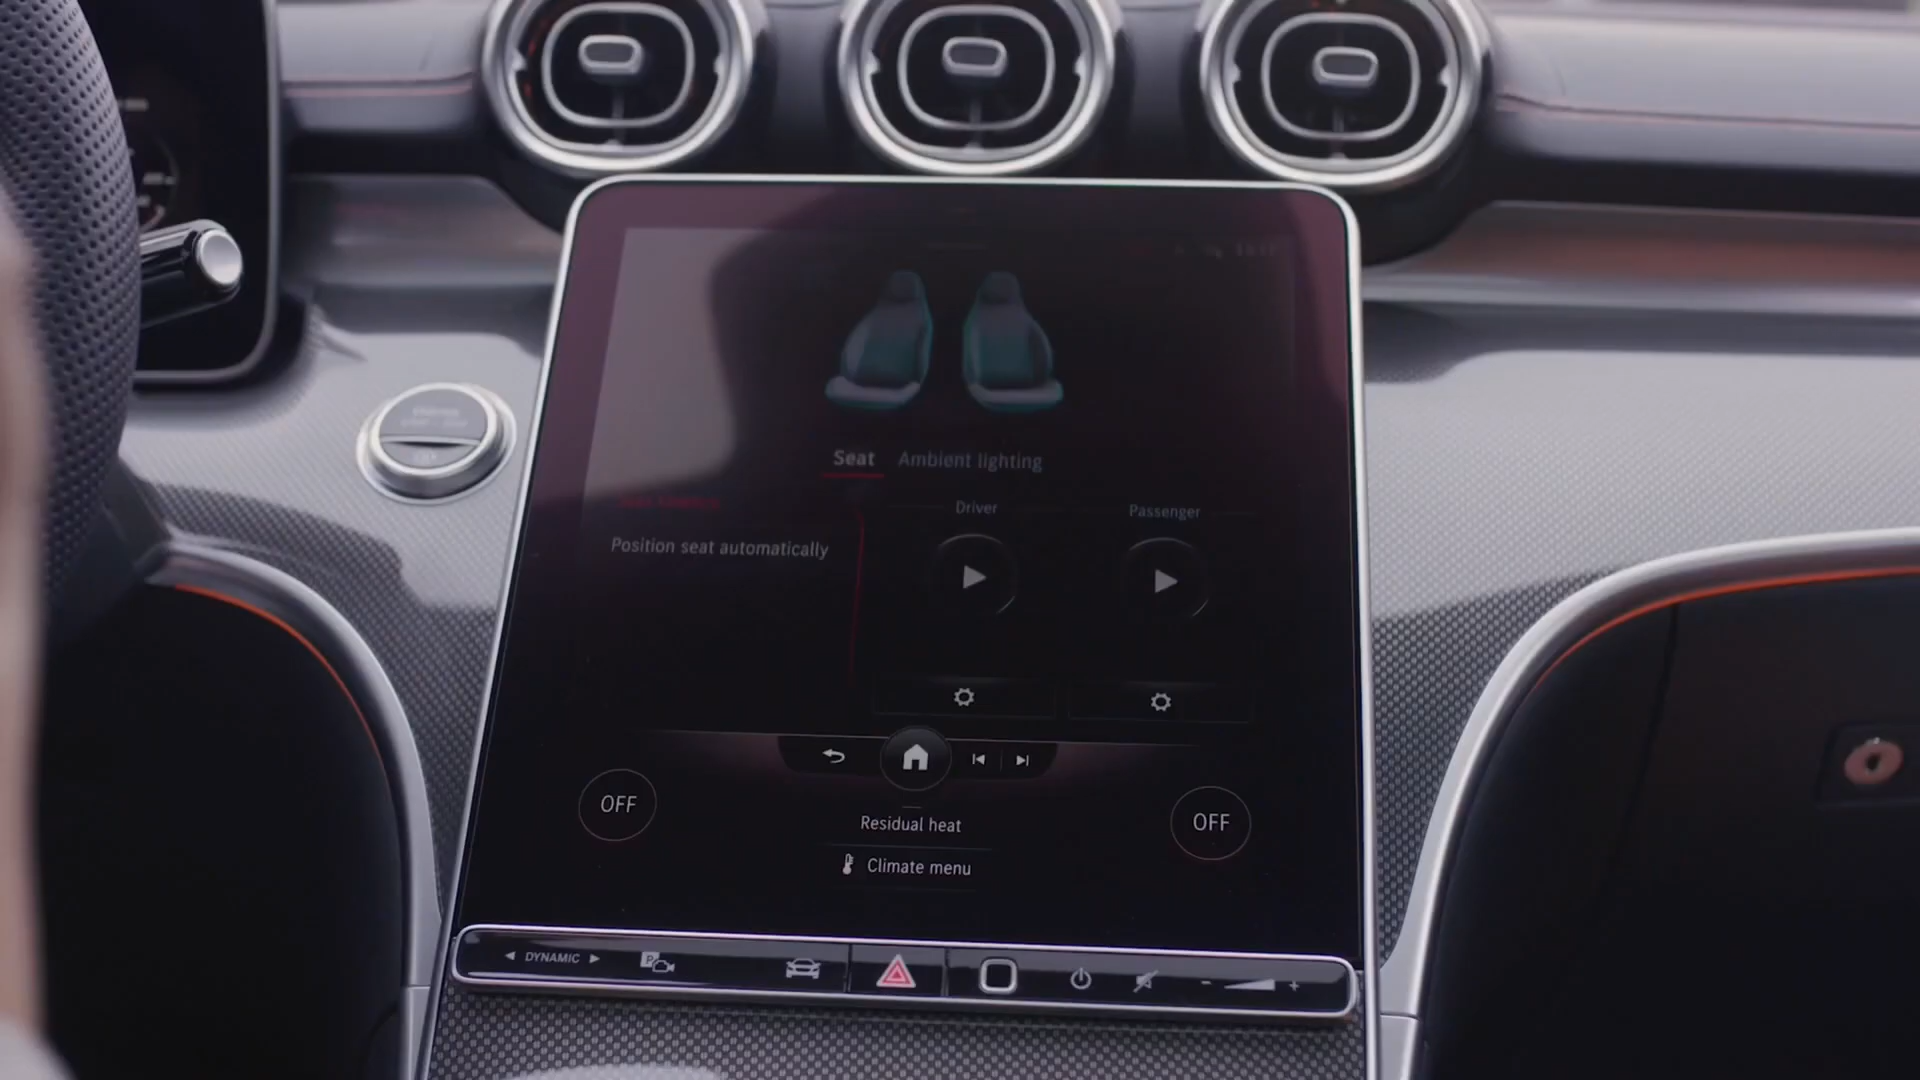 Seat Ambient lighting
Driver Passenger
Position seat automatically
OFF
OFF
Residual heat
Climate menu
DYNAMIC
P
- +